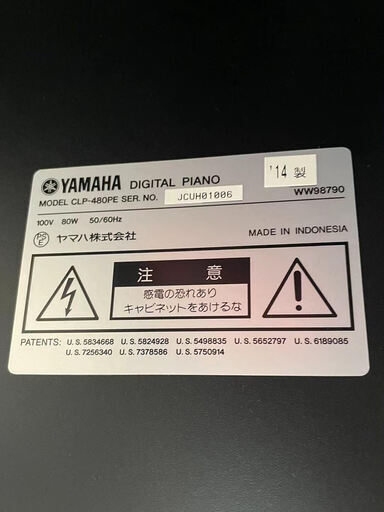 YAMAHA DIGITAL PIANO
'14 製
MODEL CLP-480PE SER. NO. JCUH01006
WW98790
100V 80W 50/60Hz
PSE ヤマハ株式会社
MADE IN INDONESIA
注 意
感電の恐れあり
キャビネットをあけるな
PATENTS: U.S. 5834668 U.S. 5824928 U.S. 5498835 U.S. 5652797 U.S. 6189085
U.S. 7256340 U.S. 7378586 U.S. 5750914